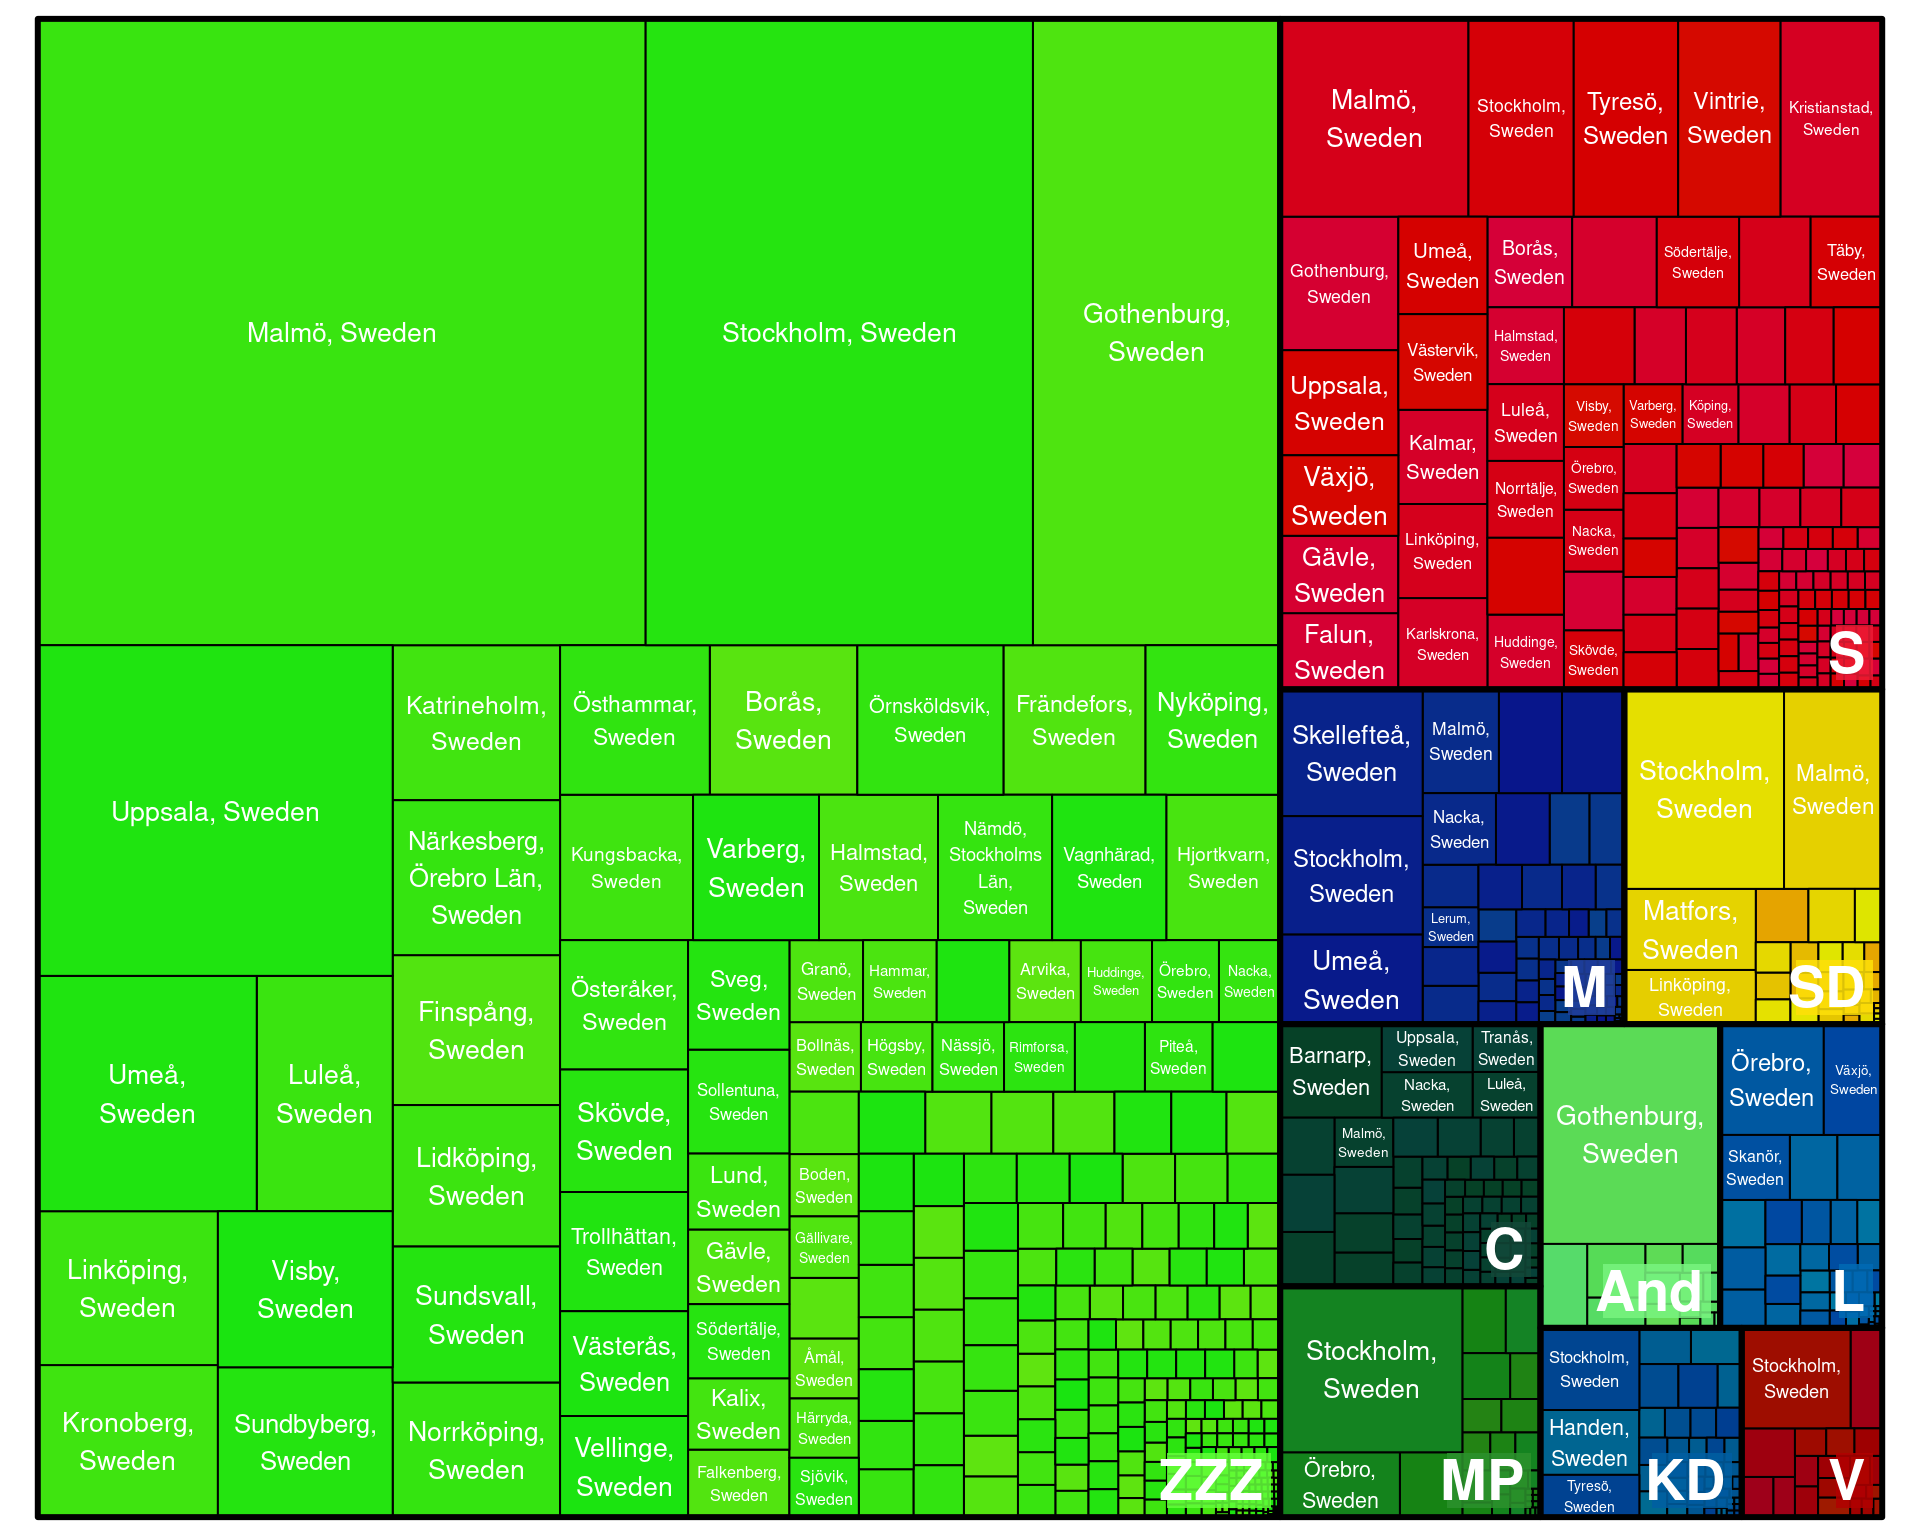 Malmö, Sweden
Stockholm, Sweden
Gothenburg,
Sweden
Uppsala, Sweden
Umeå,
Sweden
Luleå,
Sweden
Linköping,
Sweden
Visby,
Sweden
Kronoberg,
Sweden
Sundbyberg,
Sweden
Katrineholm,
Sweden
Närkesberg,
Örebro Län,
Sweden
Finspång,
Sweden
Lidköping,
Sweden
Sundsvall,
Sweden
Norrköping,
Sweden
Östhammar,
Sweden
Borås,
Sweden
Örnsköldsvik,
Sweden
Frändefors,
Sweden
Nyköping,
Sweden
Kungsbacka,
Sweden
Varberg,
Sweden
Halmstad,
Sweden
Nämdö,
Stockholms
Län,
Sweden
Vagnhärad,
Sweden
Hjortkvarn,
Sweden
Österåker,
Sweden
Skövde,
Sweden
Trollhättan,
Sweden
Västerås,
Sweden
Vellinge,
Sweden
Sveg,
Sweden
Sollentuna,
Sweden
Lund,
Sweden
Gävle,
Sweden
Södertälje,
Sweden
Kalix,
Sweden
Falkenberg,
Sweden
Granö,
Sweden
Hammar,
Sweden
Arvika,
Sweden
Huddinge,
Sweden
Örebro,
Sweden
Nacka,
Sweden
Bollnäs,
Sweden
Högsby,
Sweden
Nässjö,
Sweden
Rimforsa,
Sweden
Piteå,
Sweden
Boden,
Sweden
Gällivare,
Sweden
Åmål,
Sweden
Härryda,
Sweden
Sjövik,
Sweden
ZZZ
Malmö,
Sweden
Stockholm,
Sweden
Tyresö,
Sweden
Vintrie,
Sweden
Kristianstad,
Sweden
Gothenburg,
Sweden
Uppsala,
Sweden
Växjö,
Sweden
Gävle,
Sweden
Falun,
Sweden
Umeå,
Sweden
Västervik,
Sweden
Kalmar,
Sweden
Linköping,
Sweden
Karlskrona,
Sweden
Borås,
Sweden
Södertälje,
Sweden
Täby,
Sweden
Halmstad,
Sweden
Luleå,
Sweden
Norrtälje,
Sweden
Huddinge,
Sweden
Visby,
Sweden
Varberg,
Sweden
Köping,
Sweden
Örebro,
Sweden
Nacka,
Sweden
Skövde,
Sweden
S
Skellefteå,
Sweden
Stockholm,
Sweden
Umeå,
Sweden
Malmö,
Sweden
Nacka,
Sweden
Lerum,
Sweden
M
Stockholm,
Sweden
Malmö,
Sweden
Matfors,
Sweden
Linköping,
Sweden
SD
Barnarp,
Sweden
Uppsala,
Sweden
Tranås,
Sweden
Nacka,
Sweden
Luleå,
Sweden
Malmö,
Sweden
C
Gothenburg,
Sweden
And
Örebro,
Sweden
Växjö,
Sweden
Skanör,
Sweden
L
Stockholm,
Sweden
Örebro,
Sweden
MP
Stockholm,
Sweden
Handen,
Sweden
Tyresö,
Sweden
KD
Stockholm,
Sweden
V